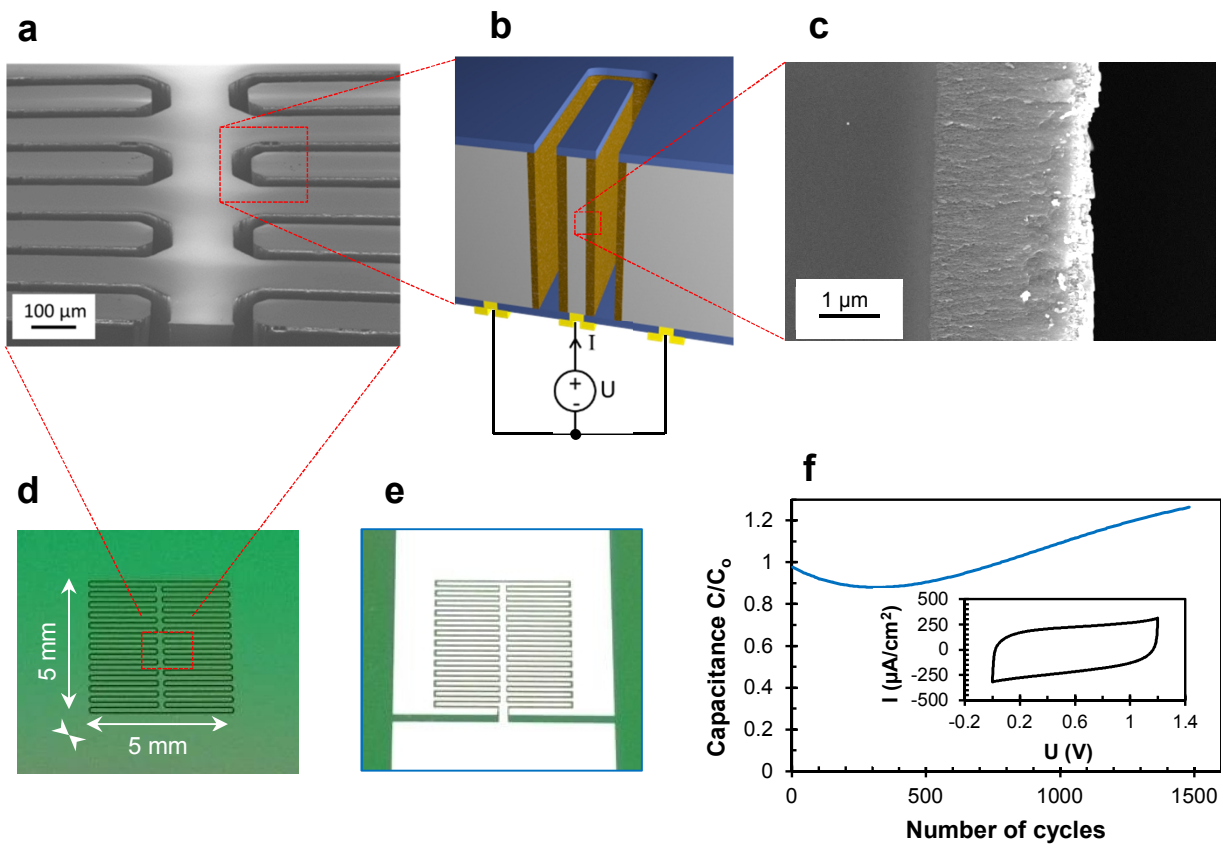 a
b
c
100 µm
1 µm
I
+
-
U
d
e
f
5 mm
5 mm
Capacitance C/Co
1.2
1
0.8
0.6
0.4
0.2
0
0
500
1000
1500
Number of cycles
I (µA/cm²)
500
250
0
-250
-500
-0.2
0.2
0.6
1
1.4
U (V)